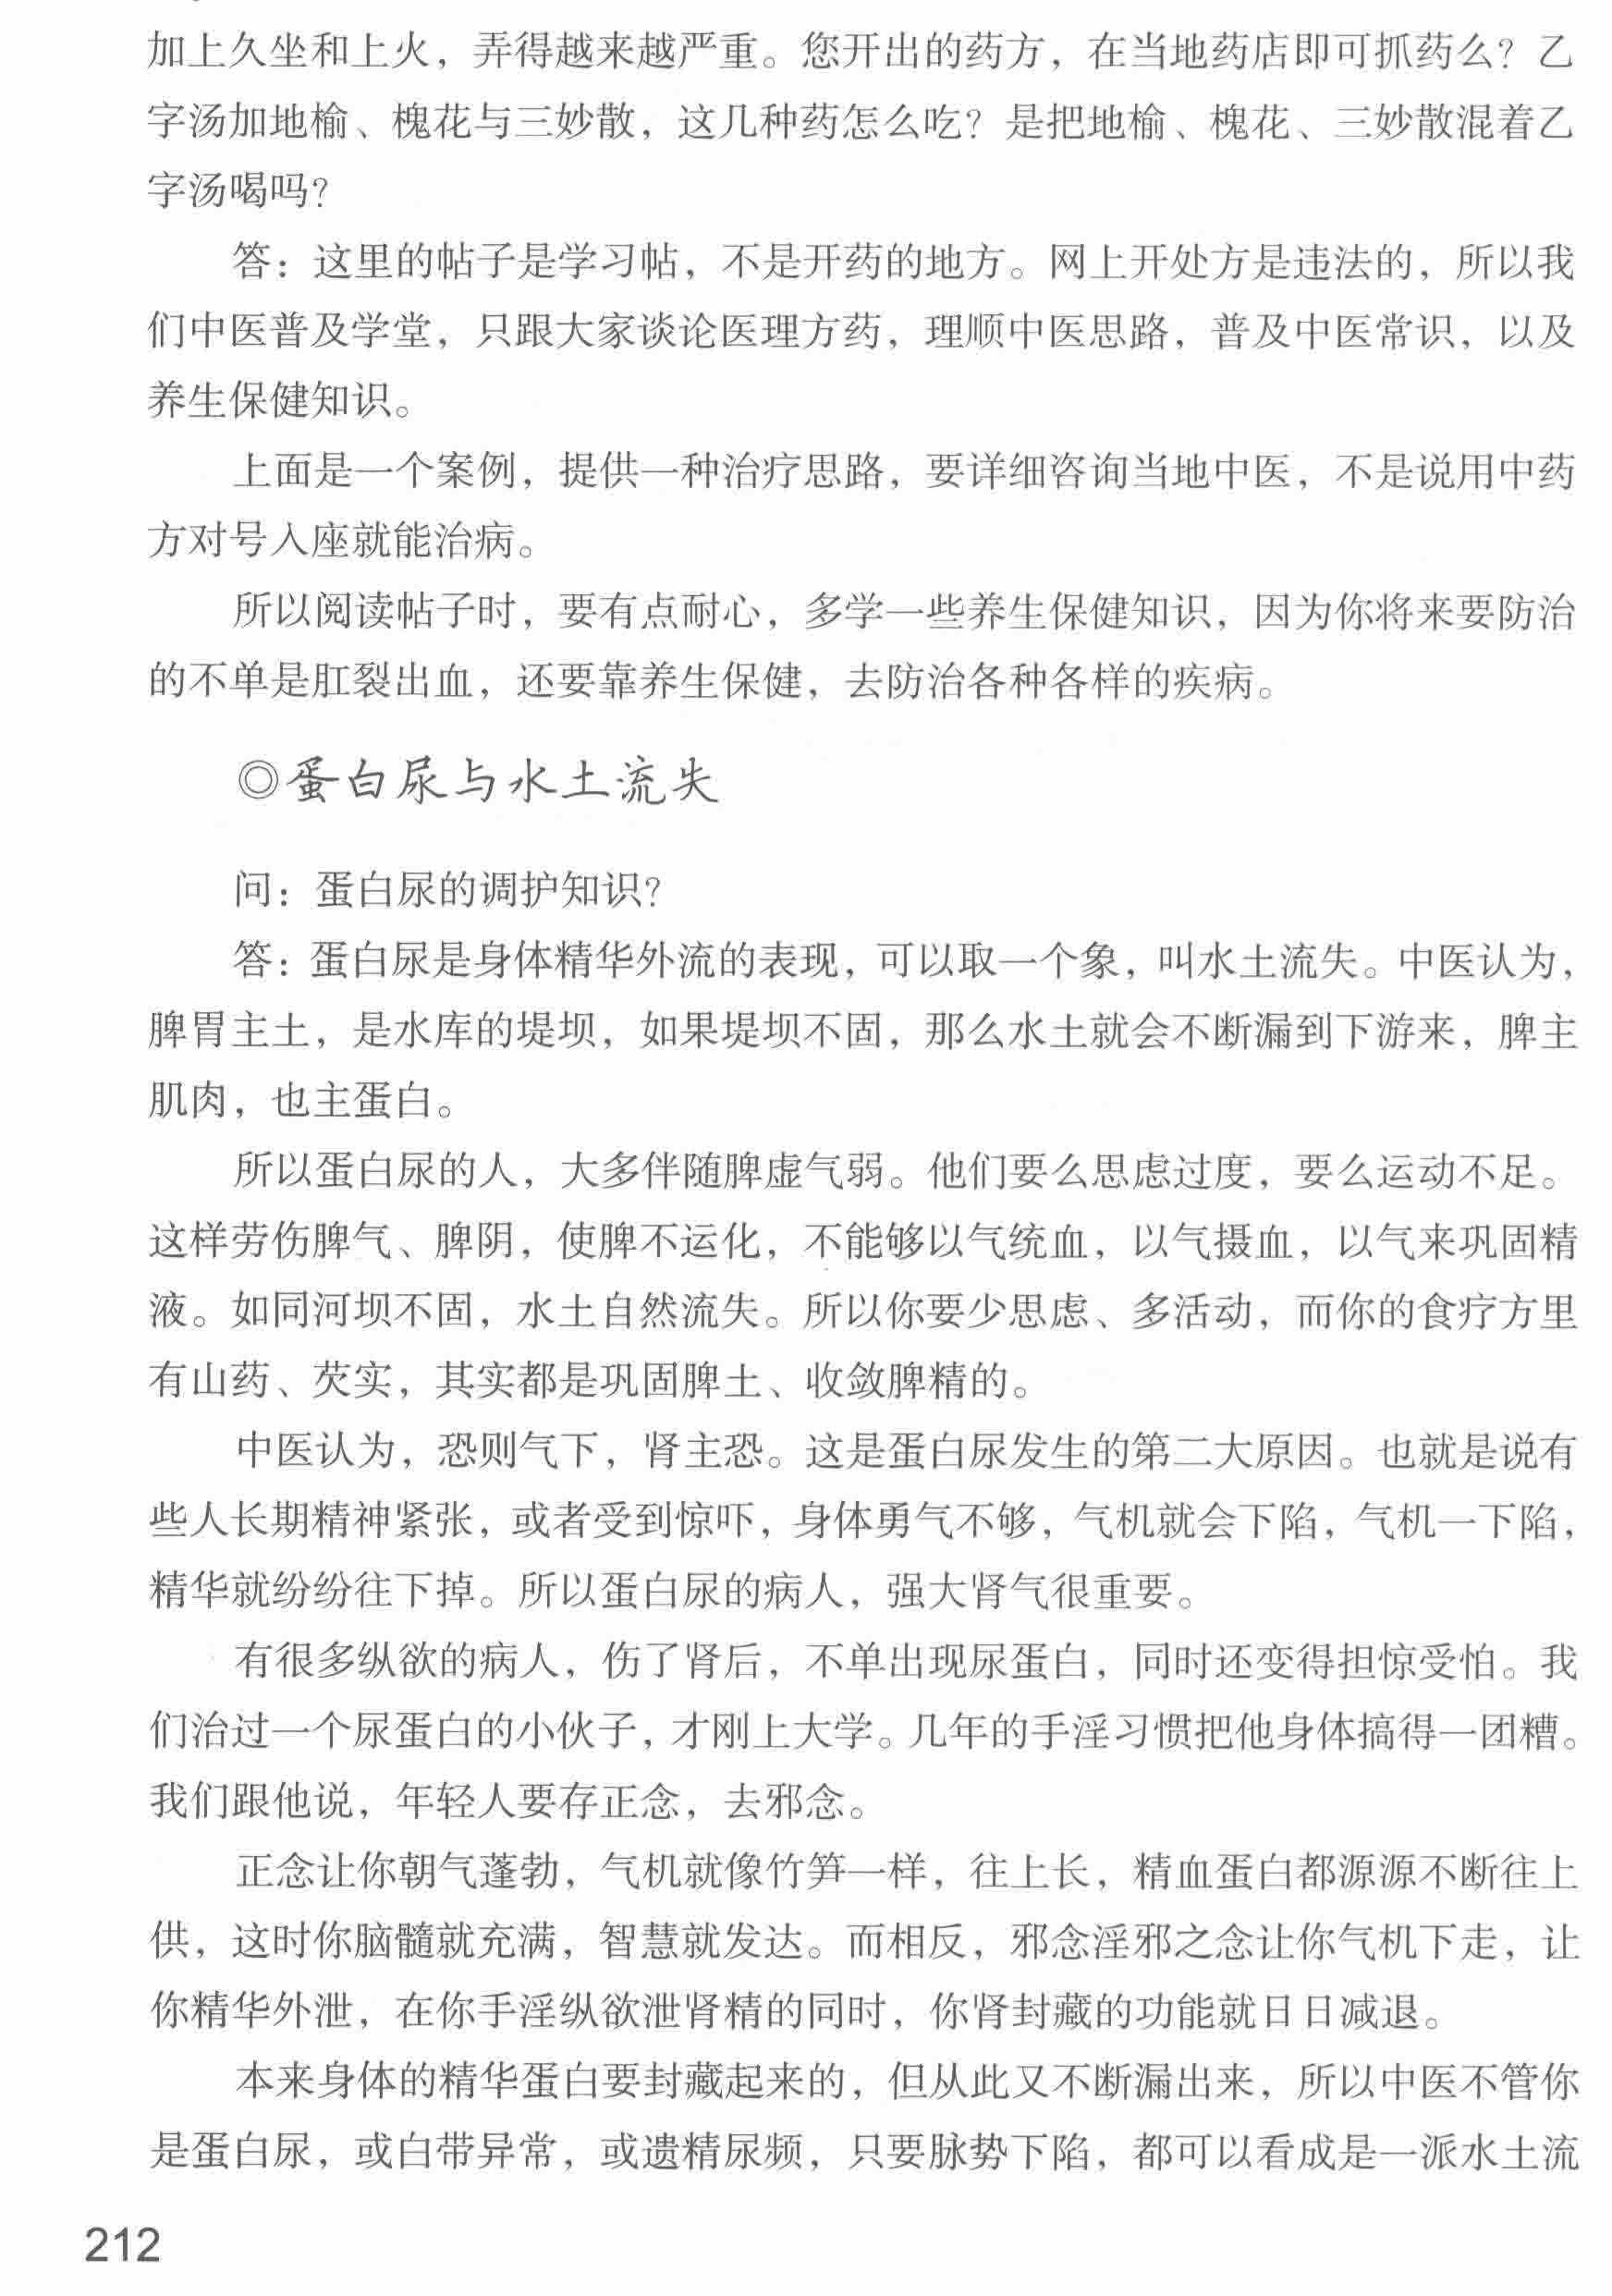 加上久坐和上火，弄得越来越严重。您开出的药方，在当地药店即可抓药么？乙
字汤加地榆、槐花与三妙散，这几种药怎么吃？是把地榆、槐花、三妙散混着乙
字汤喝吗？
答：这里的帖子是学习帖，不是开药的地方。网上开处方是违法的，所以我
们中医普及学堂，只跟大家谈论医理方药，理顺中医思路，普及中医常识，以及
养生保健知识。
上面是一个案例，提供一种治疗思路，要详细咨询当地中医，不是说用中药
方对号入座就能治病。
所以阅读帖子时，要有点耐心，多学一些养生保健知识，因为你将来要防治
的不单是肛裂出血，还要靠养生保健，去防治各种各样的疾病。
◎蛋白尿与水土流失
问：蛋白尿的调护知识？
答：蛋白尿是身体精华外流的表现，可以取一个象，叫水土流失。中医认为，
脾胃主土，是水库的堤坝，如果堤坝不固，那么水土就会不断漏到下游来，脾主
肌肉，也主蛋白。
所以蛋白尿的人，大多伴随脾虚气弱。他们要么思虑过度，要么运动不足。
这样劳伤脾气、脾阴，使脾不运化，不能够以气统血，以气摄血，以气来巩固精
液。如同河坝不固，水土自然流失。所以你要少思虑、多活动，而你的食疗方里
有山药、芡实，其实都是巩固脾土、收敛脾精的。
中医认为，恐则气下，肾主恐。这是蛋白尿发生的第二大原因。也就是说有
些人长期精神紧张，或者受到惊吓，身体勇气不够，气机就会下陷，气机一下陷，
精华就纷纷往下掉。所以蛋白尿的病人，强大肾气很重要。
有很多纵欲的病人，伤了肾后，不单出现尿蛋白，同时还变得担惊受怕。我
们治过一个尿蛋白的小伙子，才刚上大学。几年的手淫习惯把他身体搞得一团糟。
我们跟他说，年轻人要存正念，去邪念。
正念让你朝气蓬勃，气机就像竹笋一样，往上长，精血蛋白都源源不断往上
供，这时你脑髓就充满，智慧就发达。而相反，邪念淫邪之念让你气机下走，让
你精华外泄，在你手淫纵欲泄肾精的同时，你肾封藏的功能就日日减退。
本来身体的精华蛋白要封藏起来的，但从此又不断漏出来，所以中医不管你
是蛋白尿，或白带异常，或遗精尿频，只要脉势下陷，都可以看成是一派水土流
212